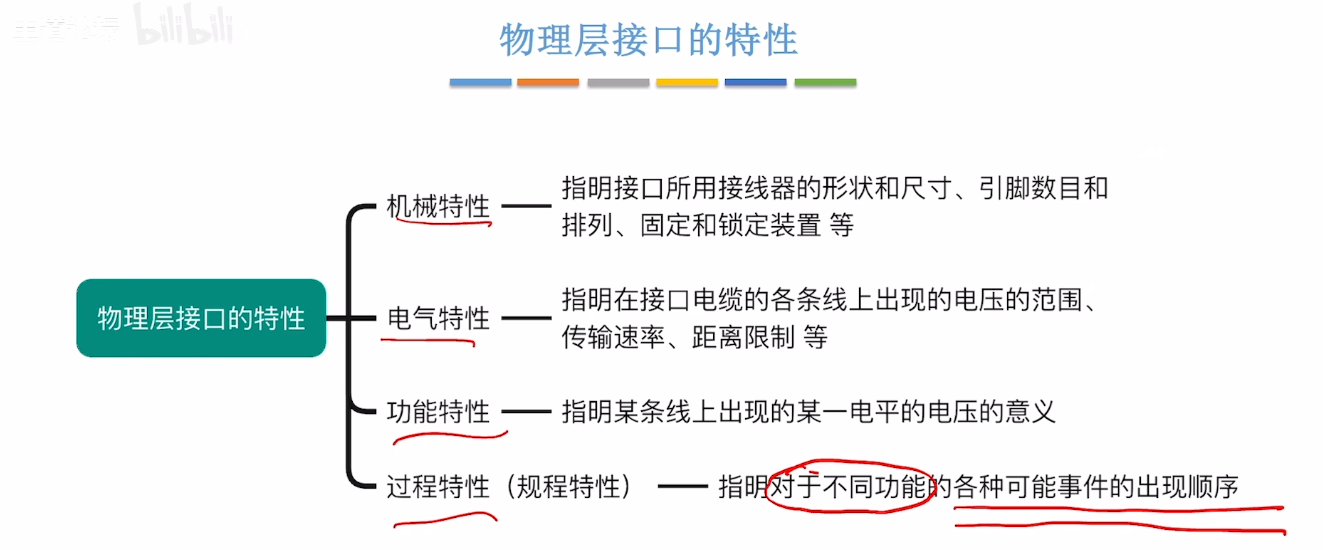 bilibili
物理层接口的特性
机械特性
指明接口所用接线器的形状和尺寸、引脚数目和
排列、固定和锁定装置 等
物理层接口的特性
电气特性
指明在接口电缆的各条线上出现的电压的范围、
传输速率、距离限制 等
功能特性
指明某条线上出现的某一电平的电压的意义
过程特性（规程特性）
指明对于不同功能的各种可能事件的出现顺序